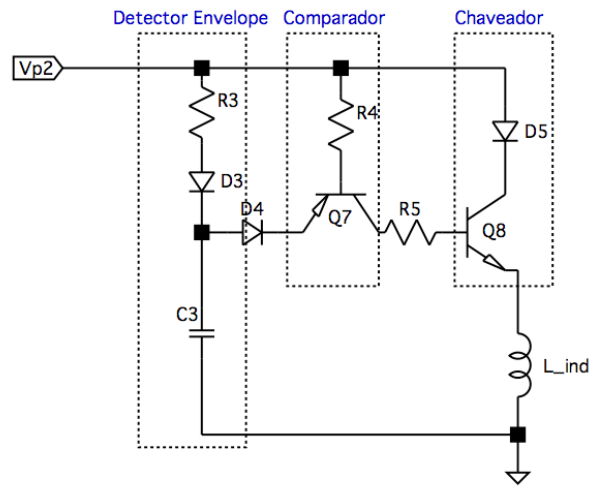 Detector Envelope Comparador Chaveador
Vp2
R3
R4
D5
D3
D4
Q7
R5
Q8
C3
L_ind